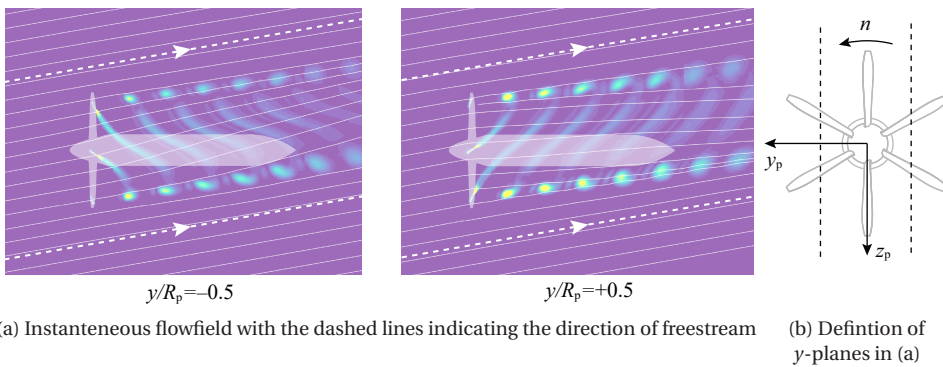 n
y_p
z_p
y/R_p=–0.5
y/R_p=+0.5
(a) Instanteneous flowfield with the dashed lines indicating the direction of freestream
(b) Defintion of
y-planes in (a)